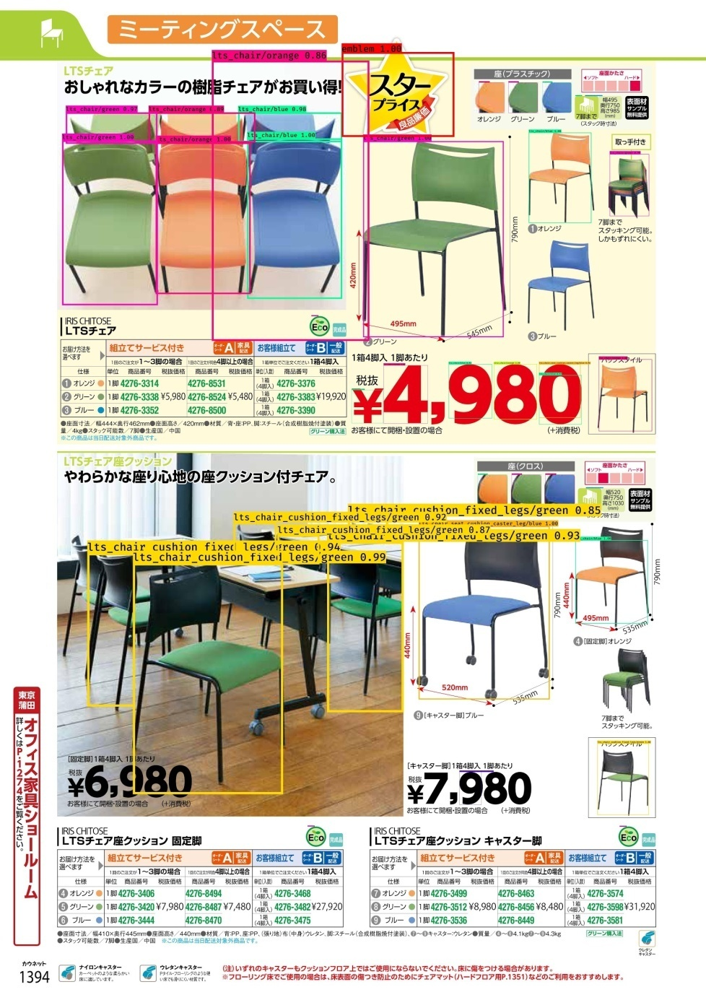 ミーティングスペース
LTSチェア
おしゃれなカラーの樹脂チェアがお買い得!
lts_chair/orange 0.86
emblem 1.00
スター
プライス
良品廉価
lts_chair/green 0.97
lts_chair/blue 0.98
lts_chair/green 1.00
lts_chair/orange 1.00
lts_chair/blue 1.00
座(プラスチック)
オレンジ
グリーン
ブルー
座面かたさ
ソフト
ハード
7脚まで
幅495
奥行750
高さ985
(mm)
(スタック時寸法)
表面材
サンプル
無料提供
取っ手付き
7脚まで
スタッキング可能。
しかもずれにくい。
1オレンジ
3ブルー
2グリーン
790mm
420mm
495mm
545mm
IRIS CHITOSE
LTSチェア
Eco
完成品
お届け方法を
選べます
組立てサービス付き
オーダーシート A 家具配送
お客様組立て
オーダーシート B 一般配送
1回のご注文が1〜3脚の場合
1回のご注文が同色4脚以上の場合
1箱単位でご注文ください 1箱4脚入
仕様 単位 商品番号 税抜価格 商品番号 税抜価格 単位(入数) 商品番号 税抜価格
1 オレンジ 1脚 4276-3314 4276-8531 1箱(4脚入) 4276-3376
2 グリーン 1脚 4276-3338 ¥5,980 4276-8524 ¥5,480 1箱(4脚入) 4276-3383 ¥19,920
3 ブルー 1脚 4276-3352 4276-8500 1箱(4脚入) 4276-3390
●座面寸法／幅444×奥行462mm●座面高さ／420mm●材質／背・座:PP、脚:スチール(合成樹脂焼付塗装)●質
量／4kg●スタック可能数／7脚●生産国／中国
グリーン購入法
※この商品は当日配送対象外商品です。
1箱4脚入 1脚あたり
税抜
¥4,980
お客様にて開梱・設置の場合
(+消費税)
バックスタイル
LTSチェア座クッション
やわらかな座り心地の座クッション付チェア。
座(クロス)
座面かたさ
ソフト
ハード
幅520
奥行750
高さ1030
(mm)
表面材
サンプル
無料提供
lts_chair_cushion_fixed_legs/green 0.85
lts_chair_cushion_fixed_legs/green 0.92
lts_chair_cushion_fixed_legs/green 0.87
lts_chair_cushion_fixed_legs/green 0.93
lts_chair_cushion_fixed_legs/green 0.94
lts_chair_cushion_fixed_legs/green 0.99
790mm
440mm
520mm
535mm
9[キャスター脚]ブルー
790mm
440mm
495mm
535mm
4[固定脚]オレンジ
7脚まで
スタッキング可能。
バックスタイル
[固定脚]1箱4脚入 1脚あたり
税抜
¥6,980
お客様にて開梱・設置の場合
(+消費税)
[キャスター脚]1箱4脚入 1脚あたり
税抜
¥7,980
お客様にて開梱・設置の場合
(+消費税)
東京
蒲田
オフィス家具ショールーム
詳しくはP.1274をご覧ください。
IRIS CHITOSE
LTSチェア座クッション 固定脚
Eco
完成品
お届け方法を
選べます
組立てサービス付き
オーダーシート A 家具配送
お客様組立て
オーダーシート B 一般配送
1回のご注文が1〜3脚の場合
1回のご注文が同色4脚以上の場合
1箱単位でご注文ください 1箱4脚入
仕様 単位 商品番号 税抜価格 商品番号 税抜価格 単位(入数) 商品番号 税抜価格
4 オレンジ 1脚 4276-3406 4276-8494 1箱(4脚入) 4276-3468
5 グリーン 1脚 4276-3420 ¥7,980 4276-8487 ¥7,480 1箱(4脚入) 4276-3482 ¥27,920
6 ブルー 1脚 4276-3444 4276-8470 1箱(4脚入) 4276-3475
IRIS CHITOSE
LTSチェア座クッション キャスター脚
Eco
完成品
お届け方法を
選べます
組立てサービス付き
オーダーシート A 家具配送
お客様組立て
オーダーシート B 一般配送
1回のご注文が1〜3脚の場合
1回のご注文が同色4脚以上の場合
1箱単位でご注文ください 1箱4脚入
仕様 単位 商品番号 税抜価格 商品番号 税抜価格 単位(入数) 商品番号 税抜価格
7 オレンジ 1脚 4276-3499 4276-8463 1箱(4脚入) 4276-3574
8 グリーン 1脚 4276-3512 ¥8,980 4276-8456 ¥8,480 1箱(4脚入) 4276-3598 ¥31,920
9 ブルー 1脚 4276-3536 4276-8449 1箱(4脚入) 4276-3581
●座面寸法／幅410×奥行445mm●座面高さ／440mm●材質／背:PP、座:PP、(張り地)布(中身)ウレタン、脚:スチール(合成樹脂焼付塗装)、7〜9キャスター:ウレタン●質量／4〜6 4.1kg 7〜9 4.3kg
●スタック可能数／7脚●生産国／中国 ※この商品は当日配送対象外商品です。
グリーン購入法
ウレタン
キャスター
カウネット
1394
ナイロンキャスター
カーペットのような柔らかい
床に適しています。
ウレタンキャスター
Pタイル・フローリングのような硬
い床でも滑りにくい材質です。
(注)いずれのキャスターもクッションフロア上ではご使用にならないでください。床に傷をつける場合があります。
※フローリング床でご使用の場合は、床表面の傷つき防止のためにチェアマット(ハードフロア用P.1351)などのご利用をおすすめします。